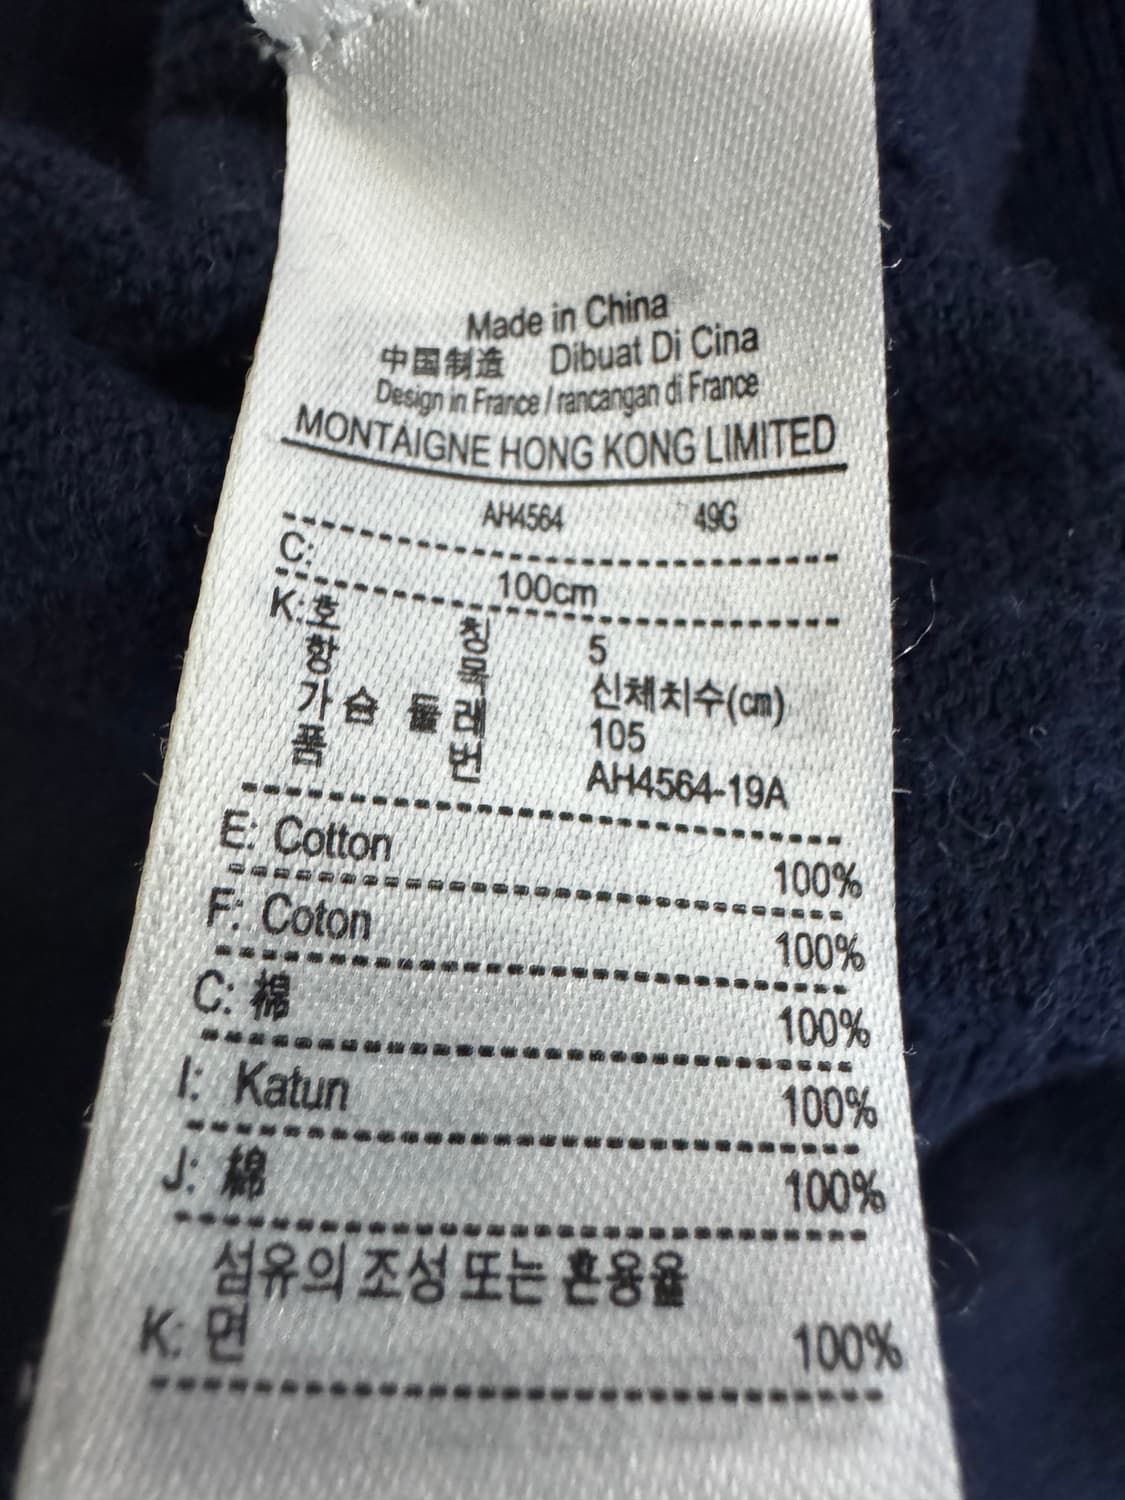 Made in China
中国制造 Dibuat Di Cina
Design in France / rancangan di France
MONTAIGNE HONG KONG LIMITED
AH4564 49G
C:
100cm
K: 호칭 5
항목 신체치수(cm)
가슴둘레 105
품번 AH4564-19A
E: Cotton 100%
F: Coton 100%
C: 棉 100%
I: Katun 100%
J: 綿 100%
섬유의 조성 또는 혼용율
K: 면 100%